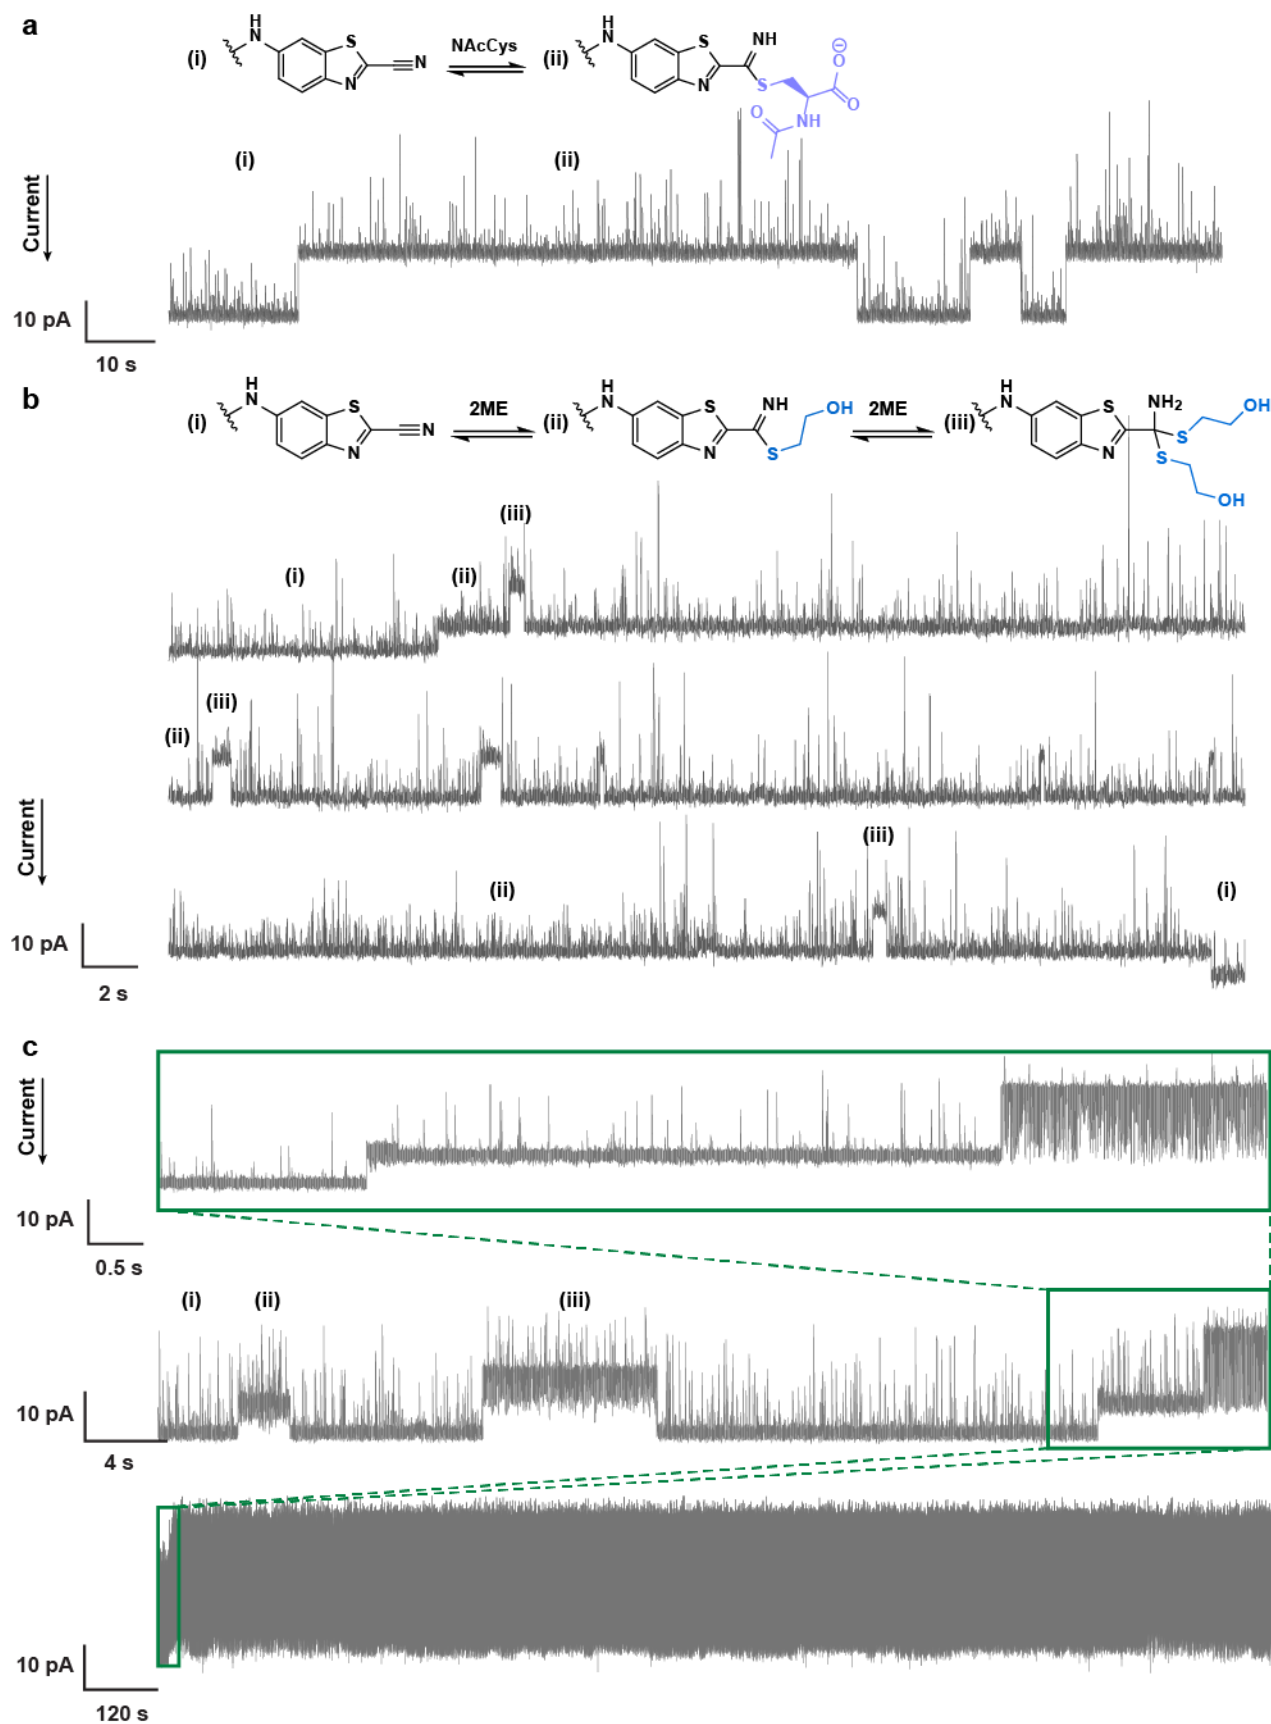 a
(i) H N S N N NAcCys (ii) H N S N NH S O⊖ O O NH
(i) (ii)
Current
10 pA
10 s
b
(i) H N S N N 2ME (ii) H N S N NH S OH 2ME (iii) H N S N NH2 S OH S OH
(iii)
(i) (ii)
(iii)
(ii)
Current
(iii)
(ii) (i)
10 pA
2 s
c
Current
10 pA
0.5 s
(i) (ii) (iii)
10 pA
4 s
10 pA
120 s